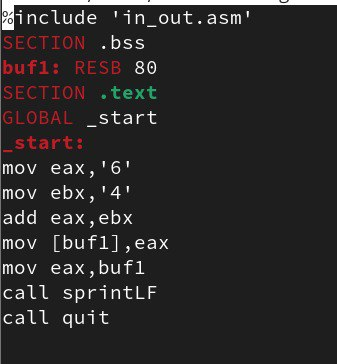 %include 'in_out.asm'
SECTION .bss
buf1: RESB 80
SECTION .text
GLOBAL _start
_start:
mov eax,'6'
mov ebx,'4'
add eax,ebx
mov [buf1],eax
mov eax,buf1
call sprintLF
call quit